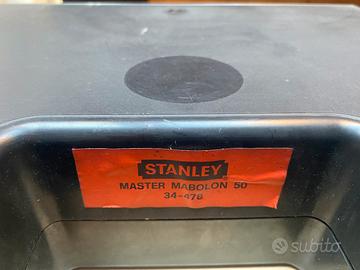 STANLEY
MASTER MABOLON 50
34-478
subito